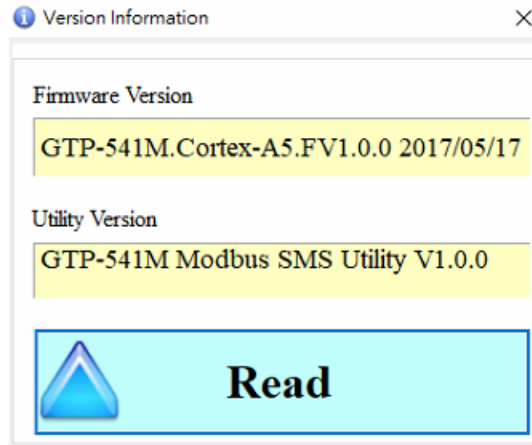 Version Information
Firmware Version
GTP-541M.Cortex-A5.FV1.0.0 2017/05/17
Utility Version
GTP-541M Modbus SMS Utility V1.0.0
Read